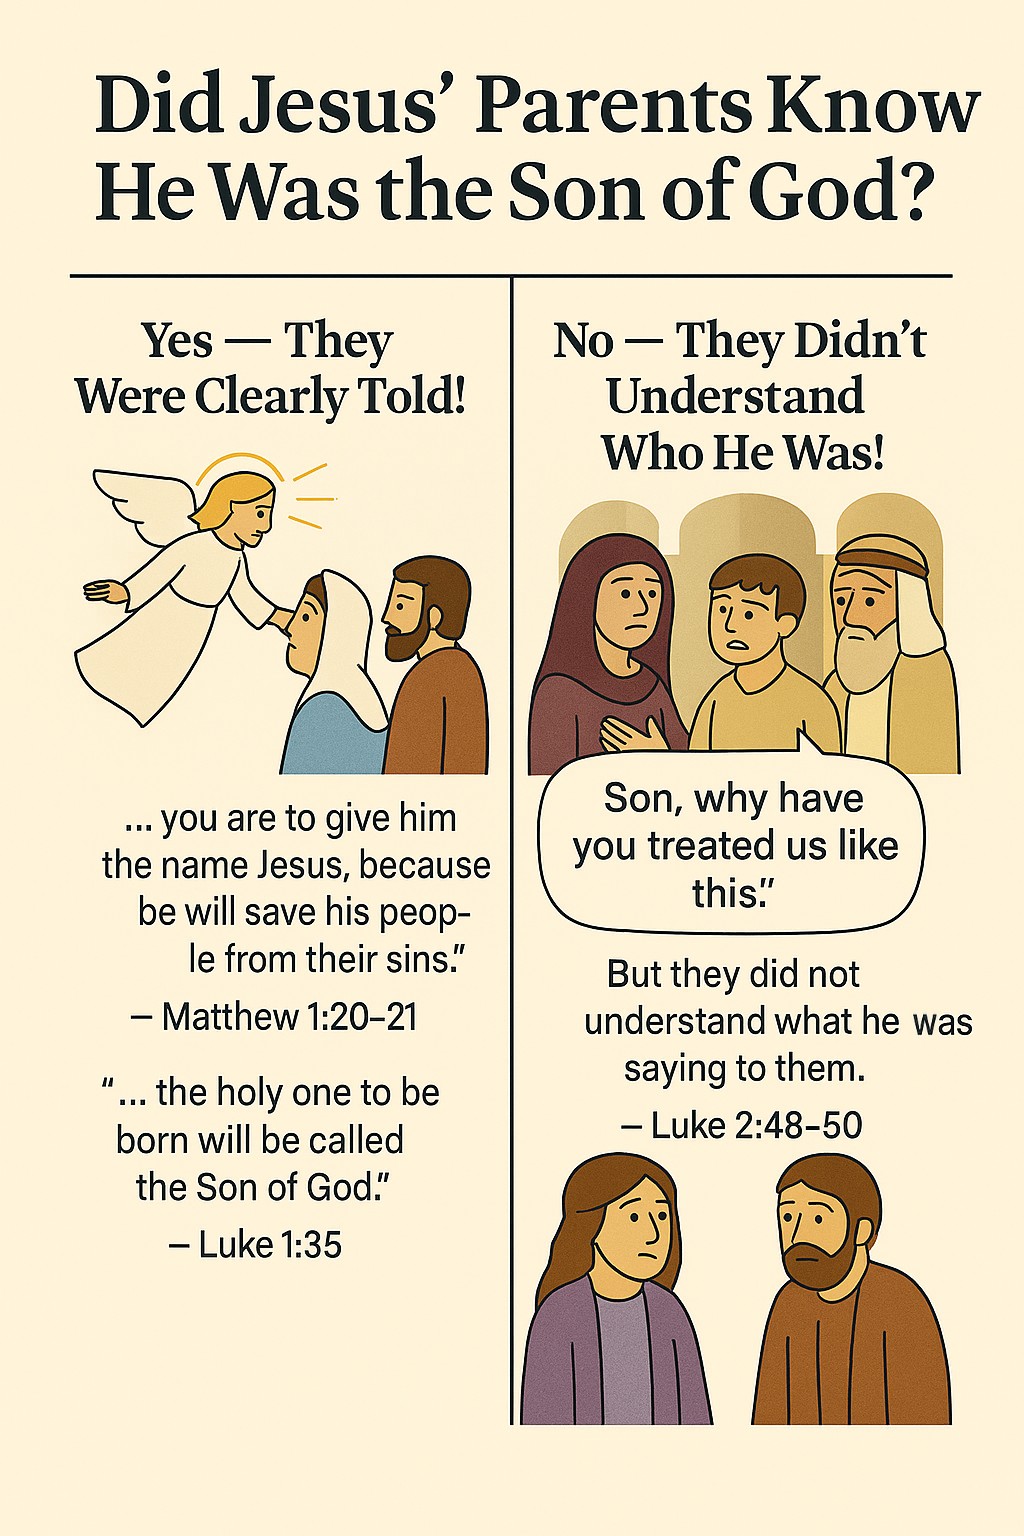 Did Jesus’ Parents Know
He Was the Son of God?
Yes — They
Were Clearly Told!
... you are to give him
the name Jesus, because
be will save his peop-
le from their sins.”
– Matthew 1:20–21
“... the holy one to be
born will be called
the Son of God.”
– Luke 1:35
No — They Didn’t
Understand
Who He Was!
Son, why have
you treated us like
this.”
But they did not
understand what he was
saying to them.
– Luke 2:48–50